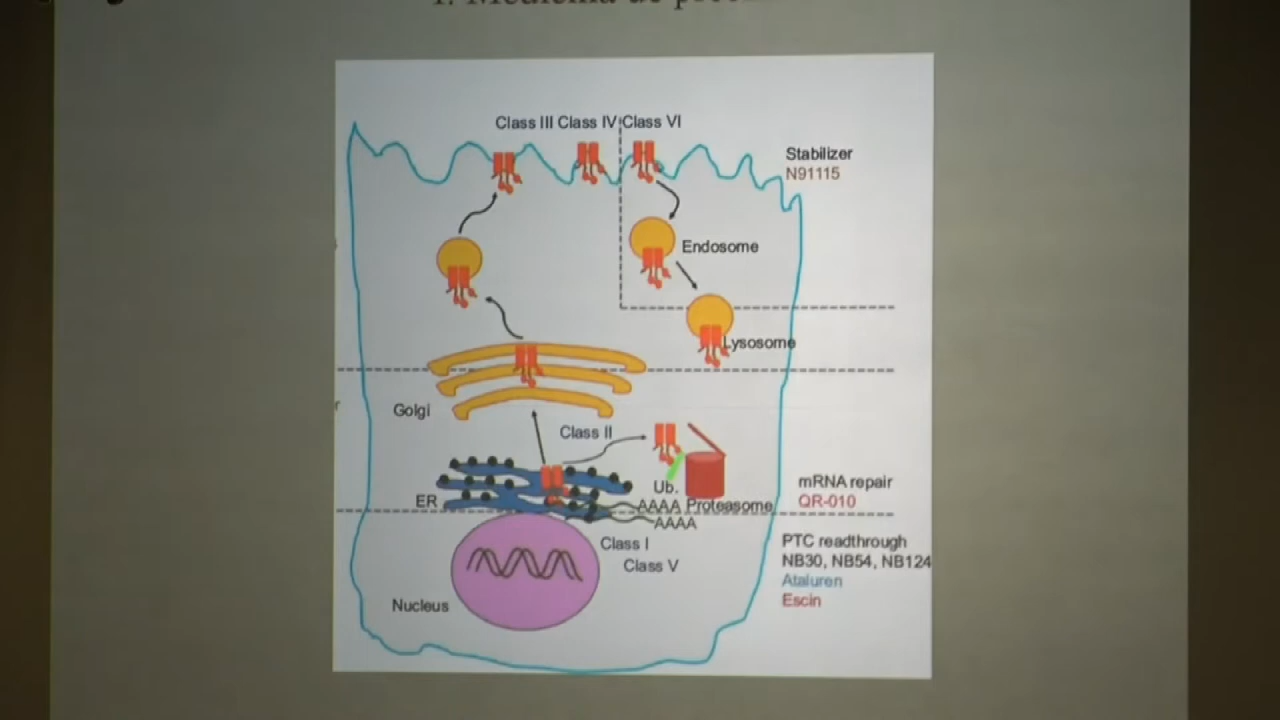 Class III Class IV Class VI
Stabilizer
N91115
Endosome
Lysosome
Golgi
Class II
Ub.
ER
AAAA Proteasome
AAAA
mRNA repair
QR-010
Class I
Class V
PTC readthrough
NB30, NB54, NB124
Ataluren
Escin
Nucleus